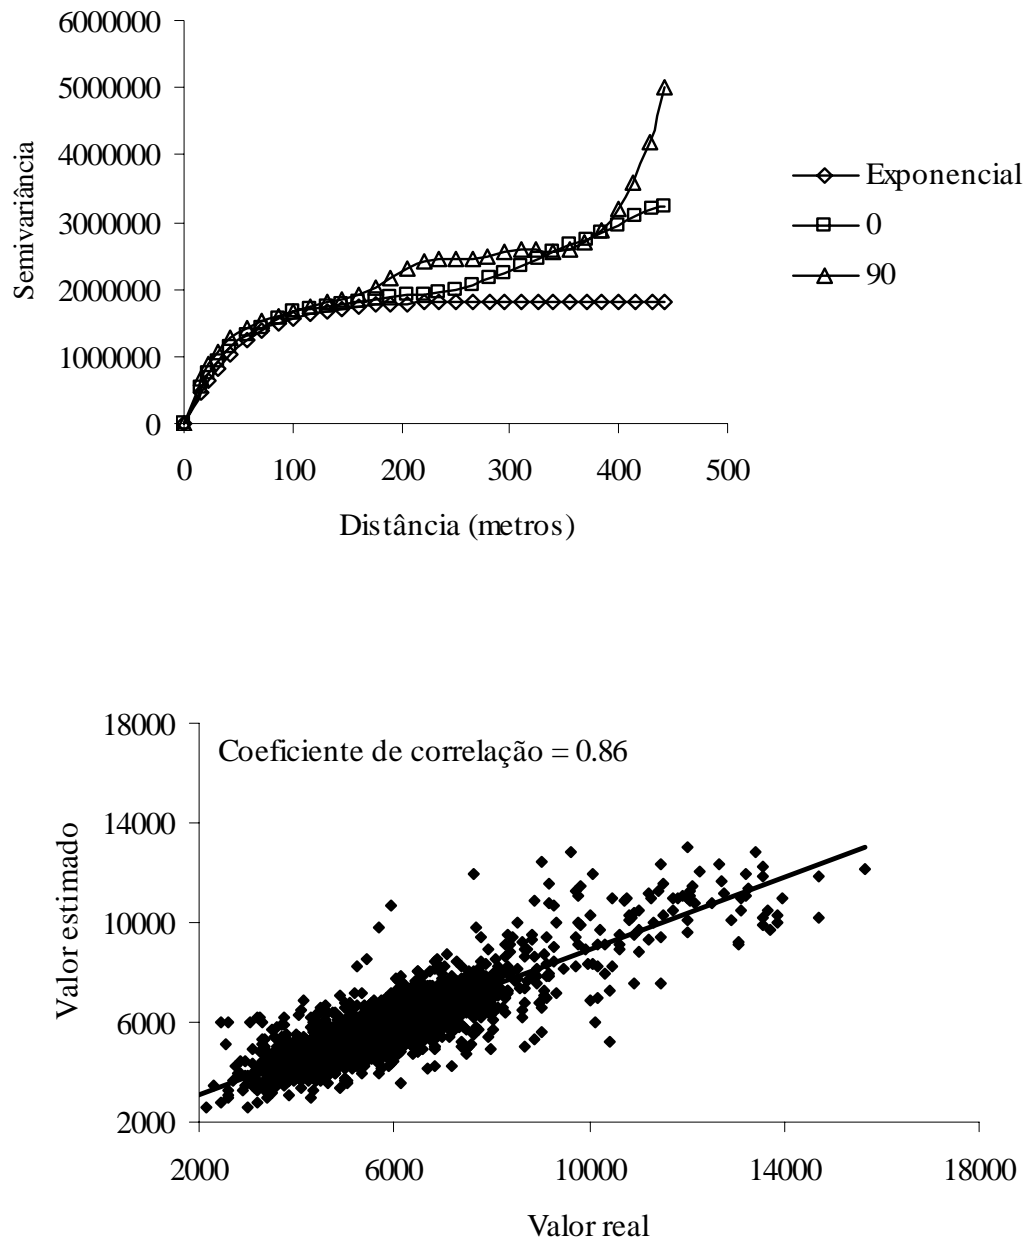 6000000
5000000
4000000
3000000
2000000
1000000
0
Semivariância
0 100 200 300 400 500
Distância (metros)
Exponencial
0
90
18000
14000
10000
6000
2000
Valor estimado
Coeficiente de correlação = 0.86
2000 6000 10000 14000 18000
Valor real